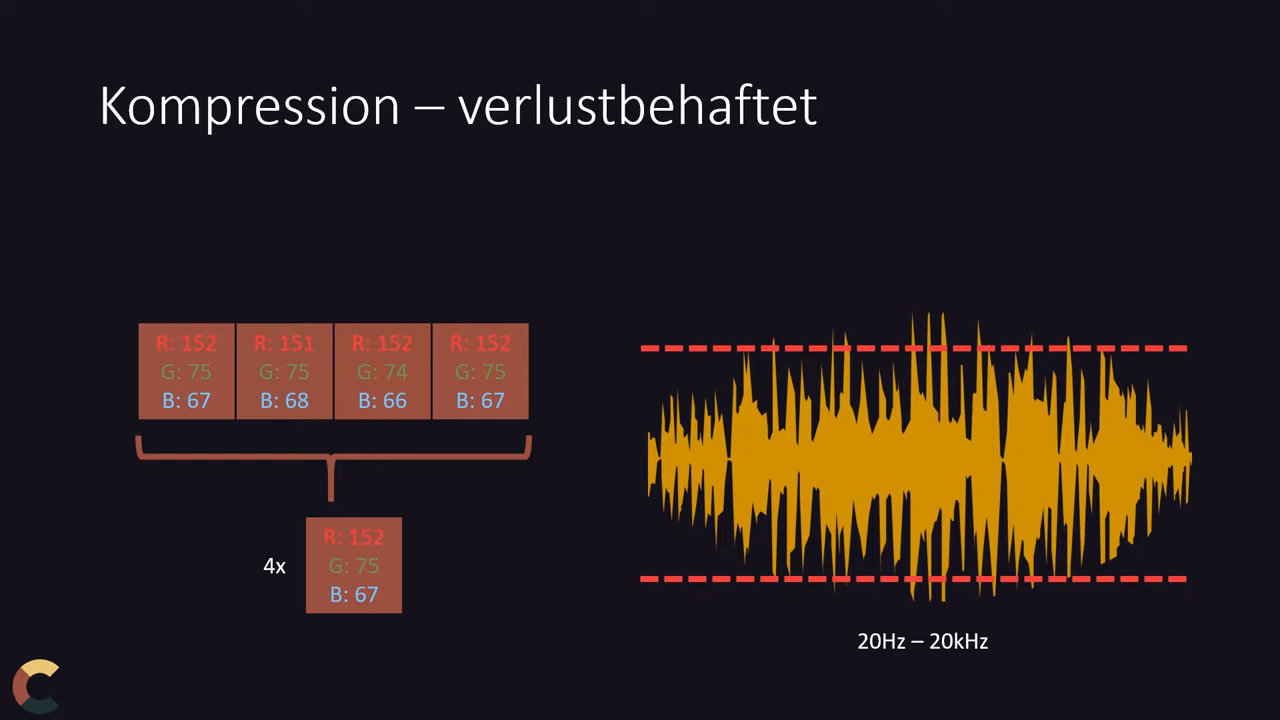 Kompression – verlustbehaftet
R: 152
G: 75
B: 67
R: 151
G: 75
B: 68
R: 152
G: 74
B: 66
R: 152
G: 75
B: 67
4x
R: 152
G: 75
B: 67
20Hz – 20kHz